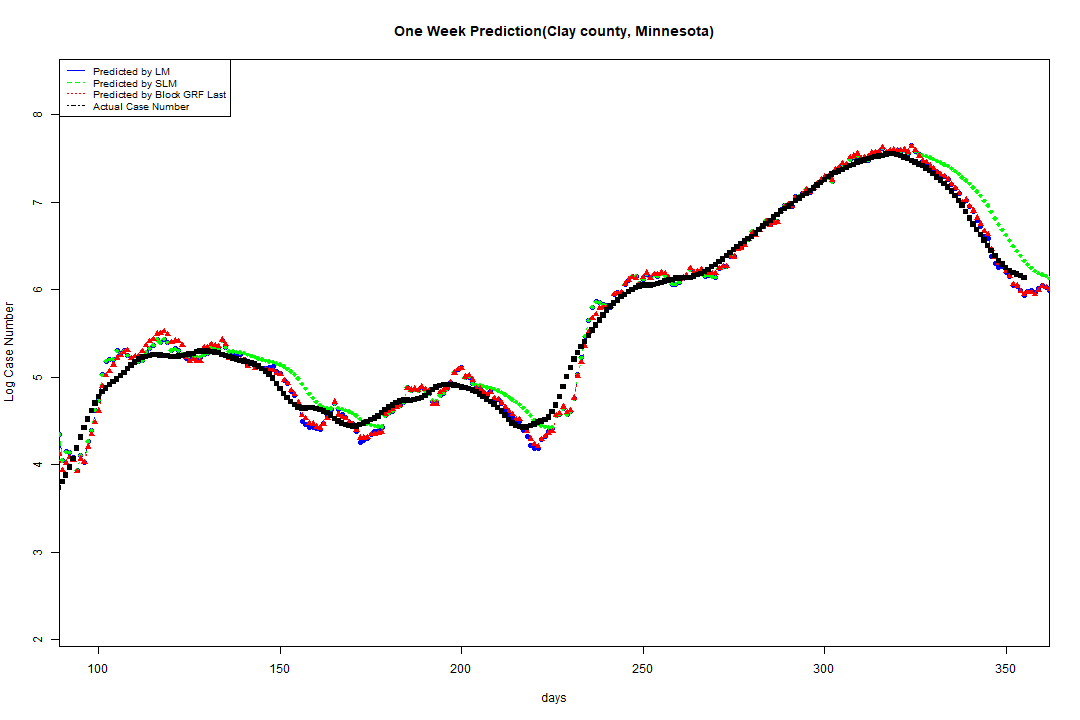 One Week Prediction(Clay county, Minnesota)
Predicted by LM
Predicted by SLM
Predicted by Block GRF Last
Actual Case Number
8
7
6
5
4
3
2
Log Case Number
100 150 200 250 300 350
days